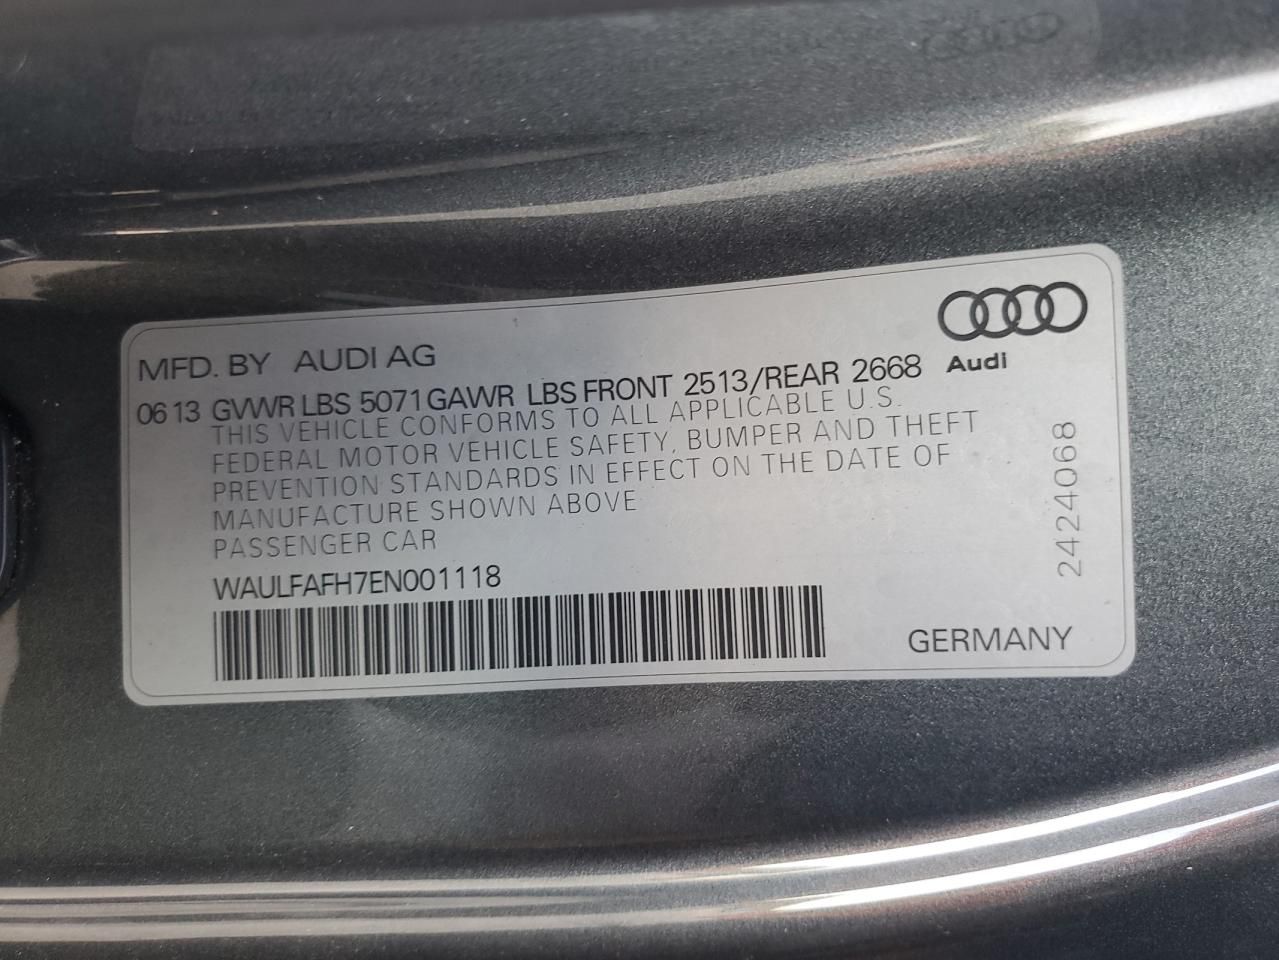 MFD. BY AUDI AG
Audi
0613 GVWR LBS 5071 GAWR LBS FRONT 2513/REAR 2668
THIS VEHICLE CONFORMS TO ALL APPLICABLE U.S.
FEDERAL MOTOR VEHICLE SAFETY, BUMPER AND THEFT
PREVENTION STANDARDS IN EFFECT ON THE DATE OF
MANUFACTURE SHOWN ABOVE
PASSENGER CAR
WAULFAFH7EN001118
GERMANY
2424068